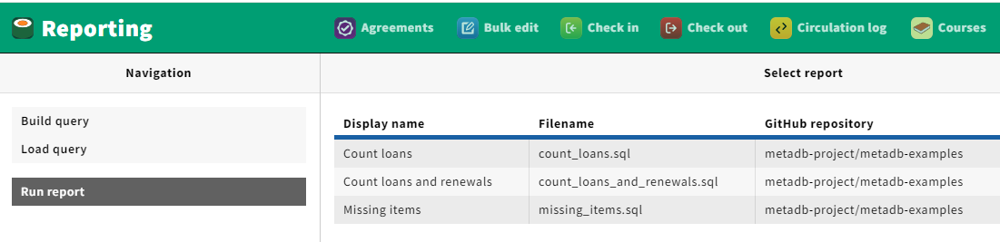 Reporting Agreements Bulk edit Check in Check out Circulation log Courses
Navigation
Select report
Build query
Load query
Run report
Display name Filename GitHub repository
Count loans count_loans.sql metadb-project/metadb-examples
Count loans and renewals count_loans_and_renewals.sql metadb-project/metadb-examples
Missing items missing_items.sql metadb-project/metadb-examples